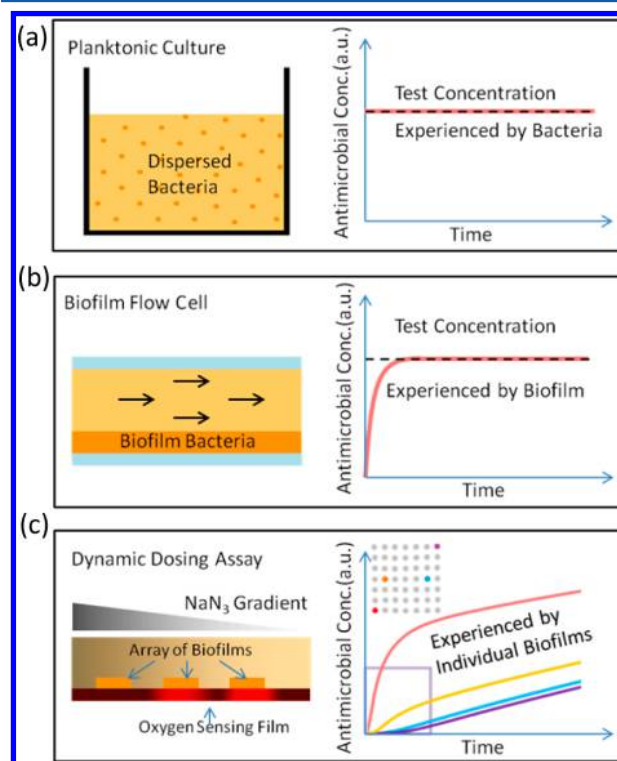 (a)
Planktonic Culture
Dispersed
Bacteria
Antimicrobial Conc.(a.u.)
Test Concentration
Experienced by Bacteria
Time
(b)
Biofilm Flow Cell
Biofilm Bacteria
Antimicrobial Conc.(a.u.)
Test Concentration
Experienced by Biofilm
Time
(c)
Dynamic Dosing Assay
NaN₃ Gradient
Array of Biofilms
Oxygen Sensing Film
Antimicrobial Conc.(a.u.)
Experienced by
Individual Biofilms
Time